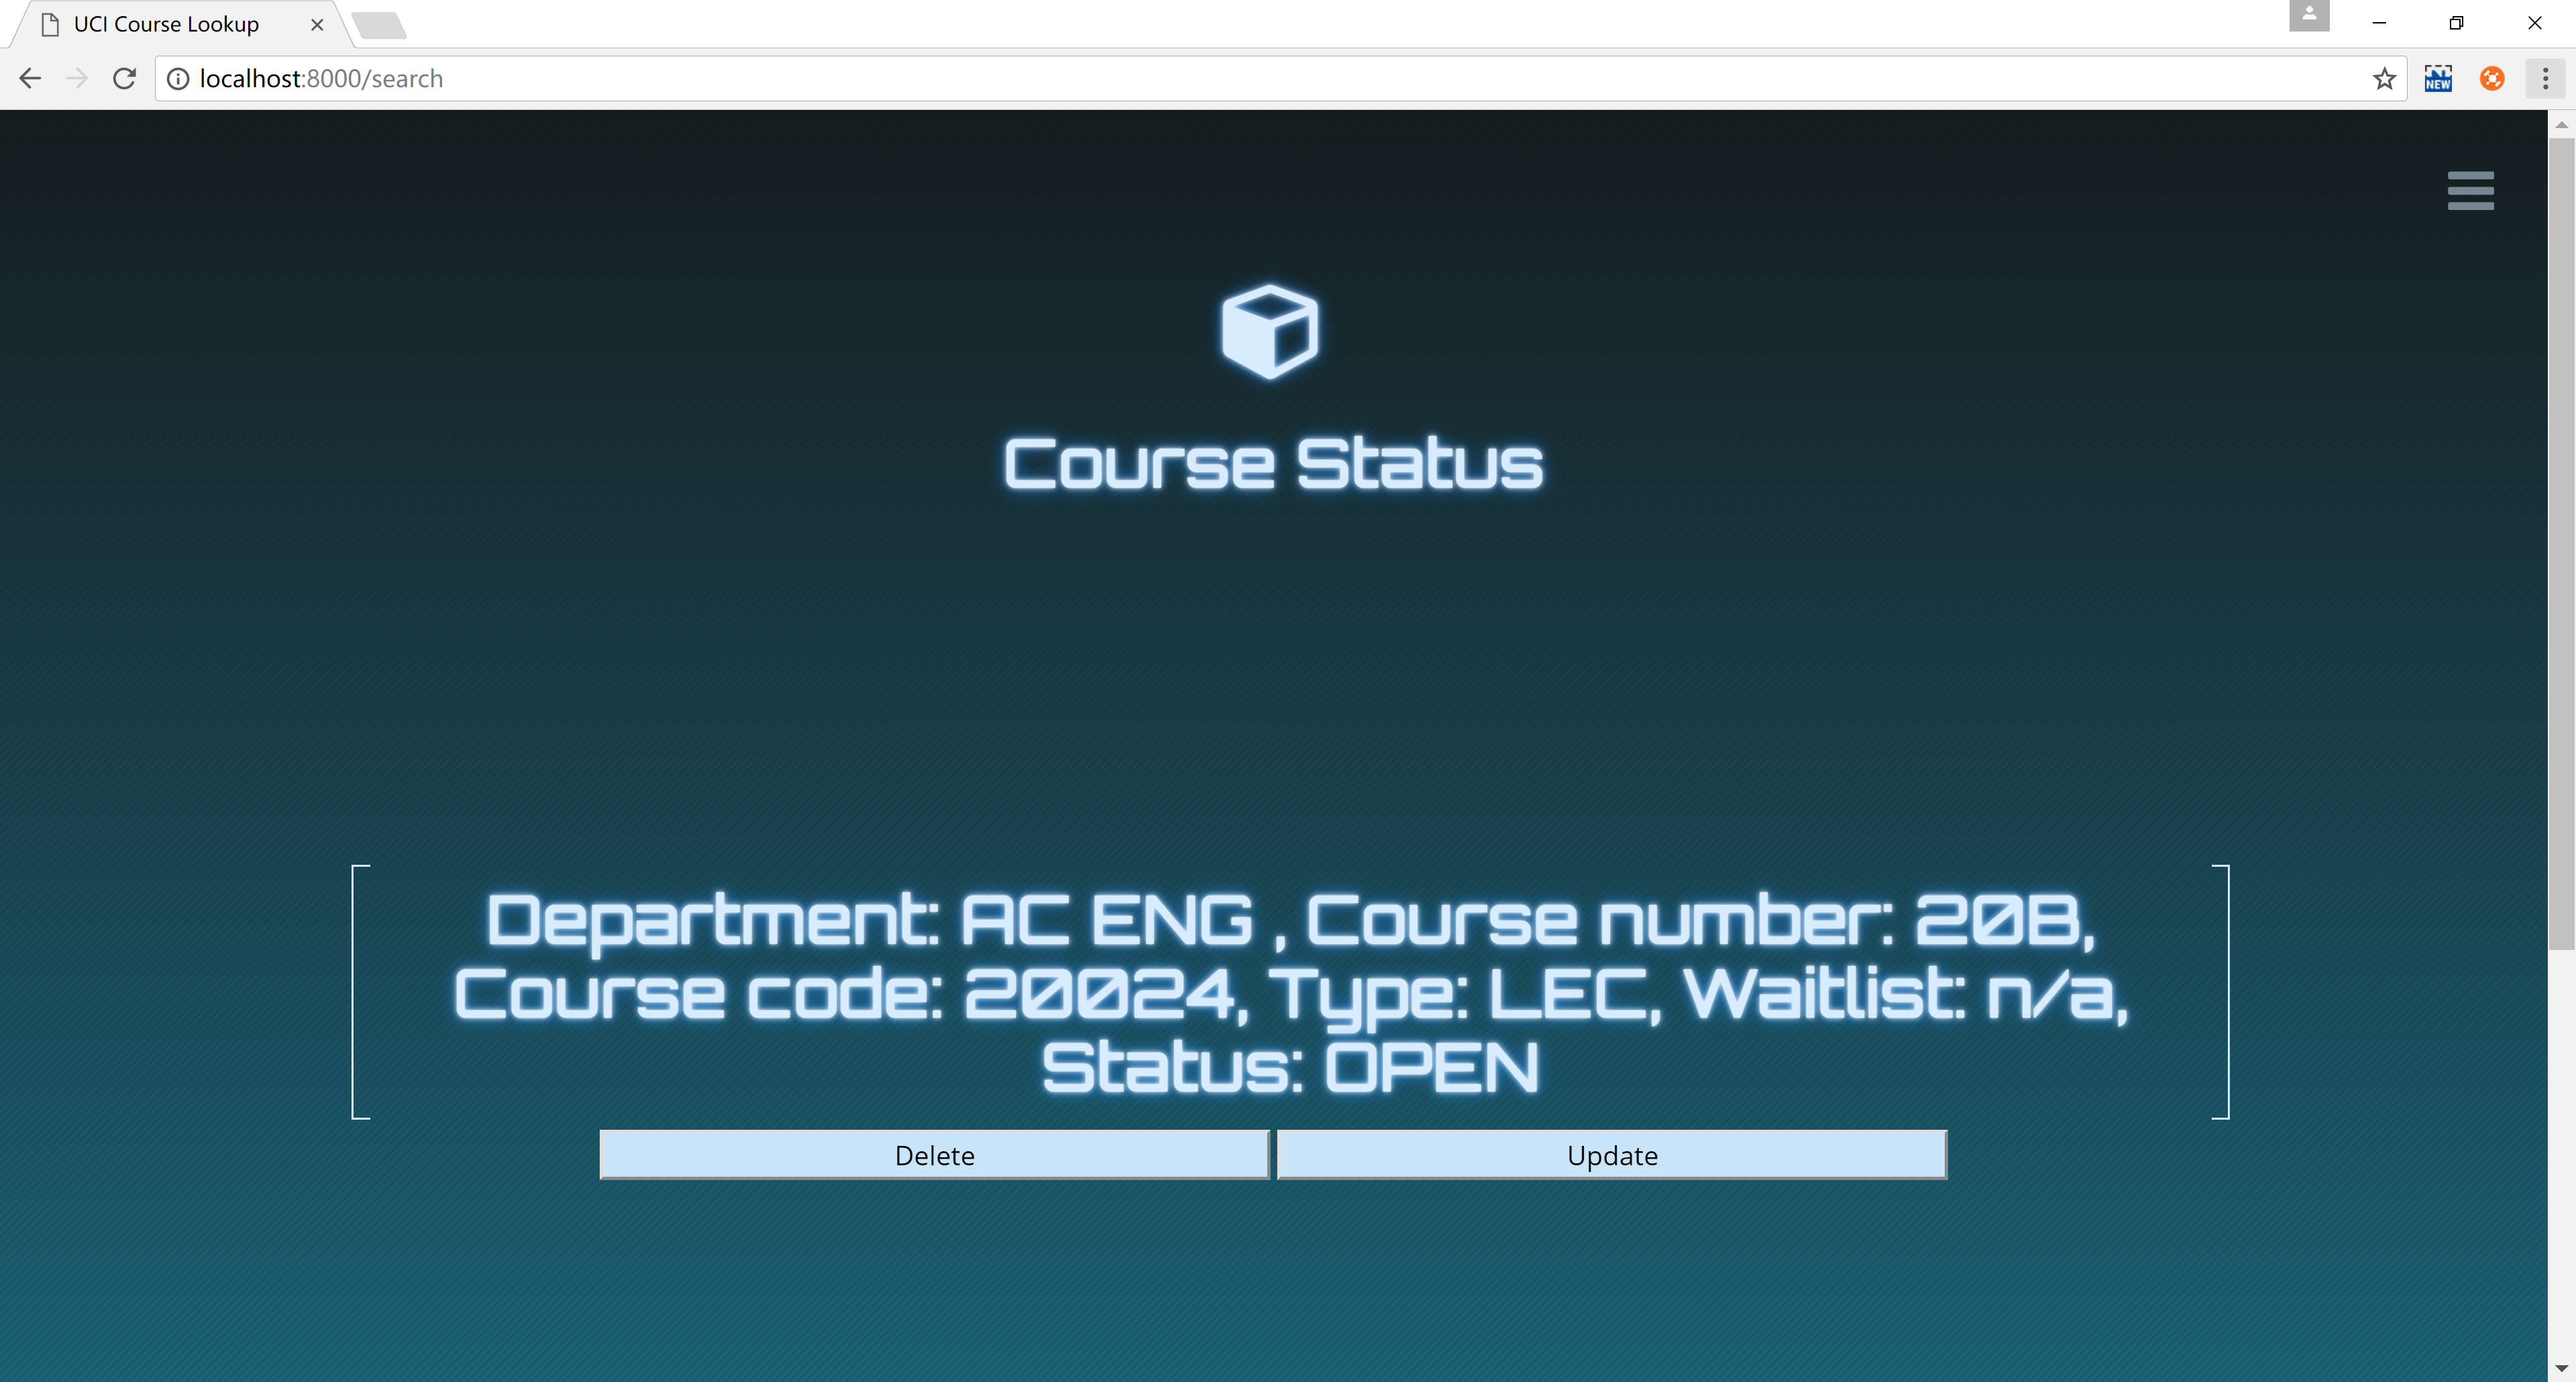 UCI Course Lookup
localhost:8000/search
NEW
Course Status
Department: AC ENG , Course number: 20B,
Course code: 20024, Type: LEC, Waitlist: n/a,
Status: OPEN
Delete
Update